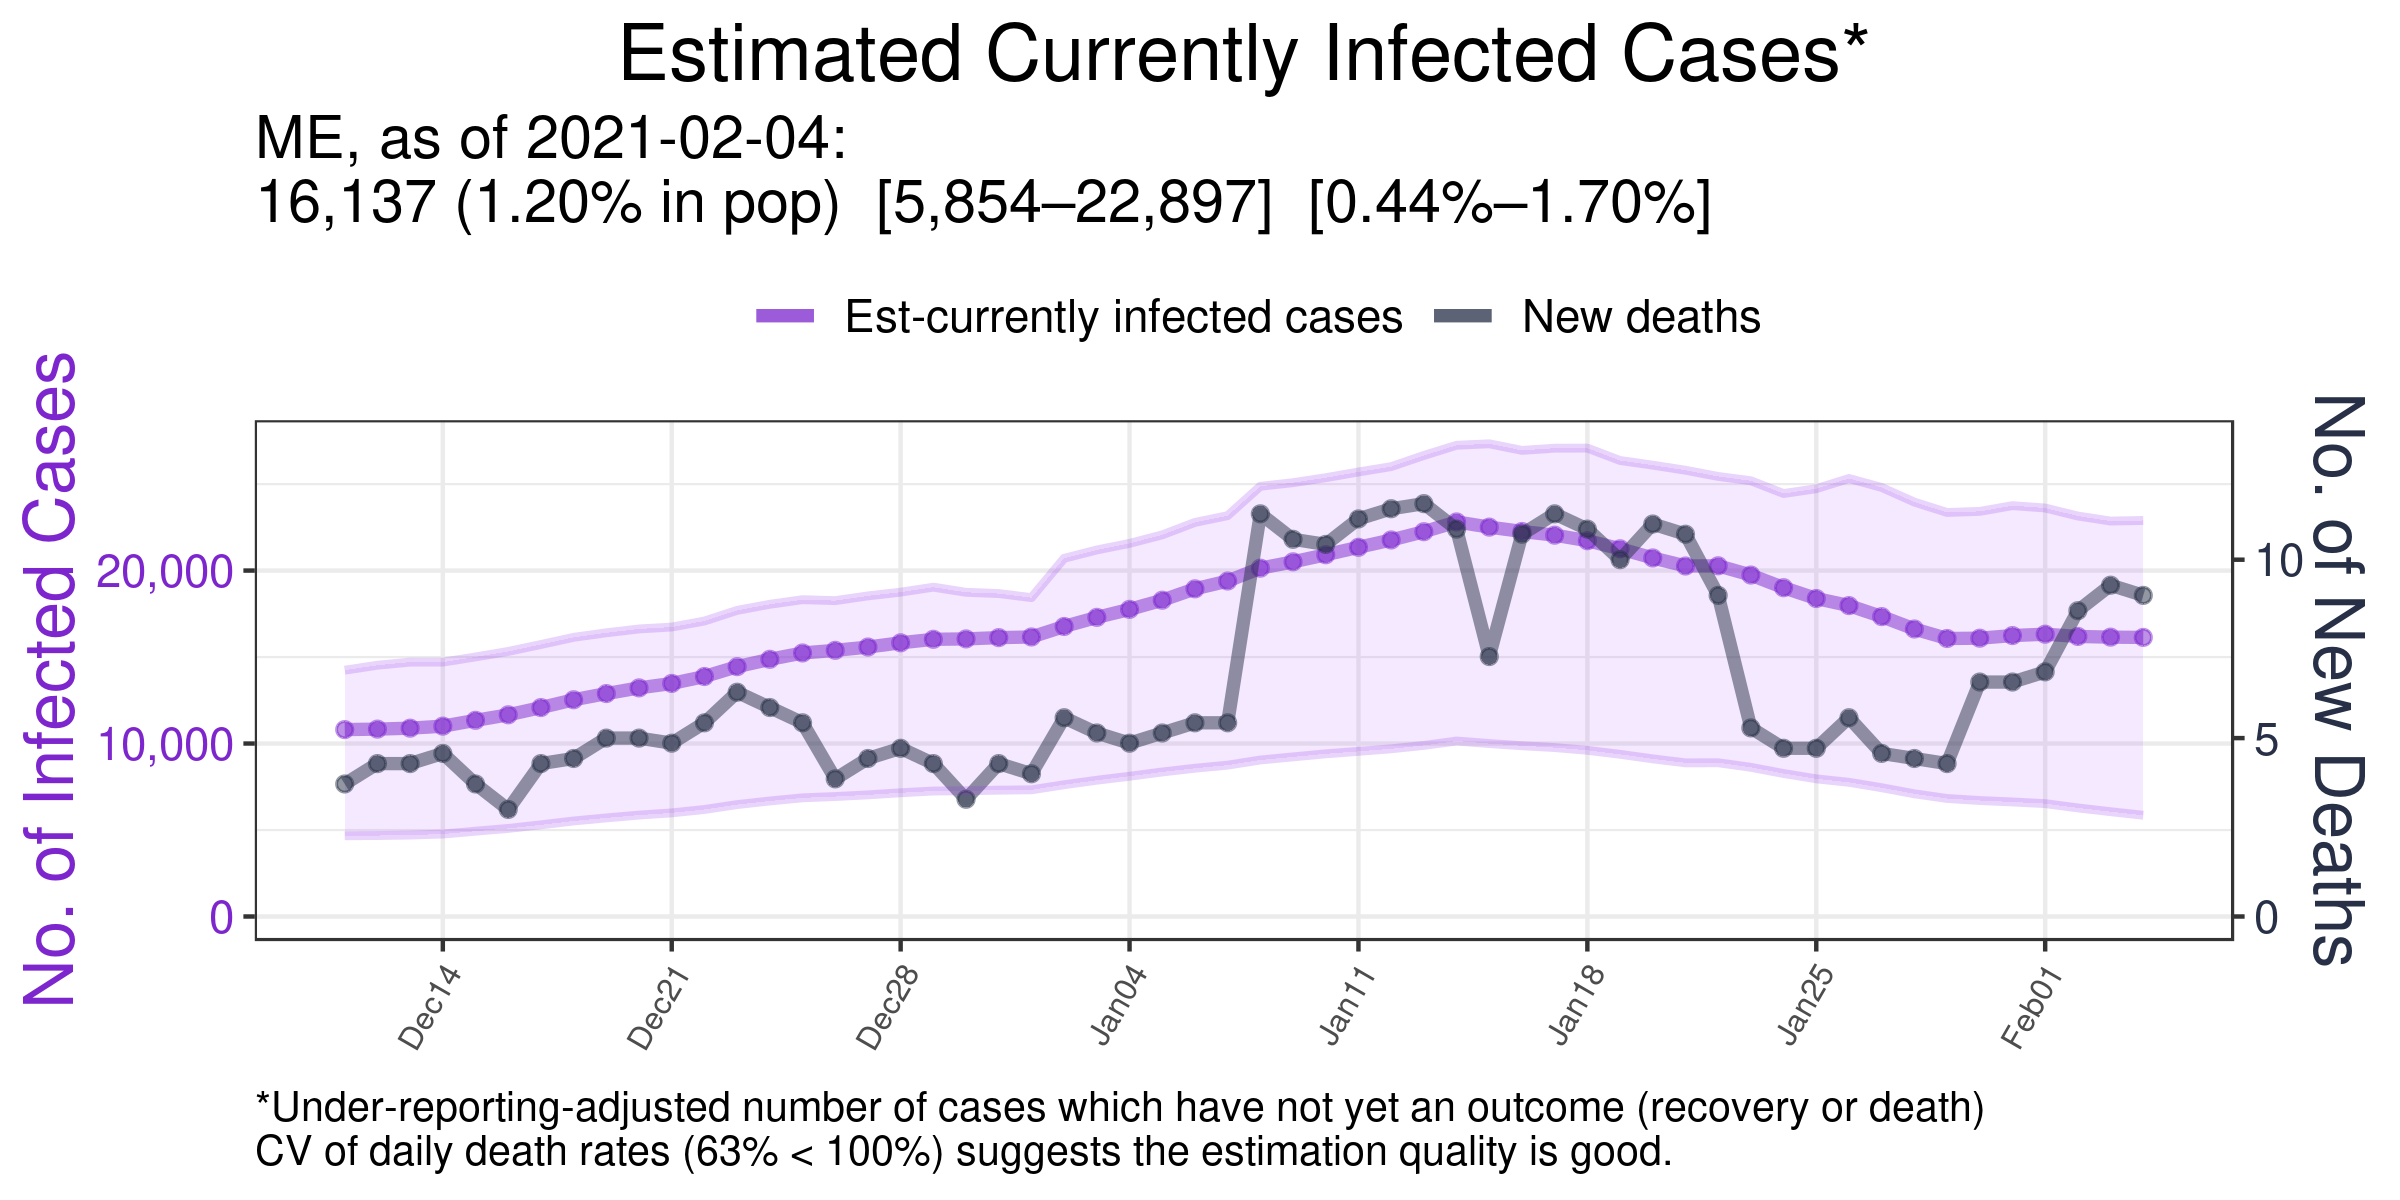 Estimated Currently Infected Cases*
ME, as of 2021-02-04:
16,137 (1.20% in pop)  [5,854–22,897]  [0.44%–1.70%]
Est-currently infected cases
New deaths
No. of Infected Cases
20,000
10,000
0
No. of New Deaths
10
5
0
Dec14
Dec21
Dec28
Jan04
Jan11
Jan18
Jan25
Feb01
*Under-reporting-adjusted number of cases which have not yet an outcome (recovery or death)
CV of daily death rates (63% < 100%) suggests the estimation quality is good.